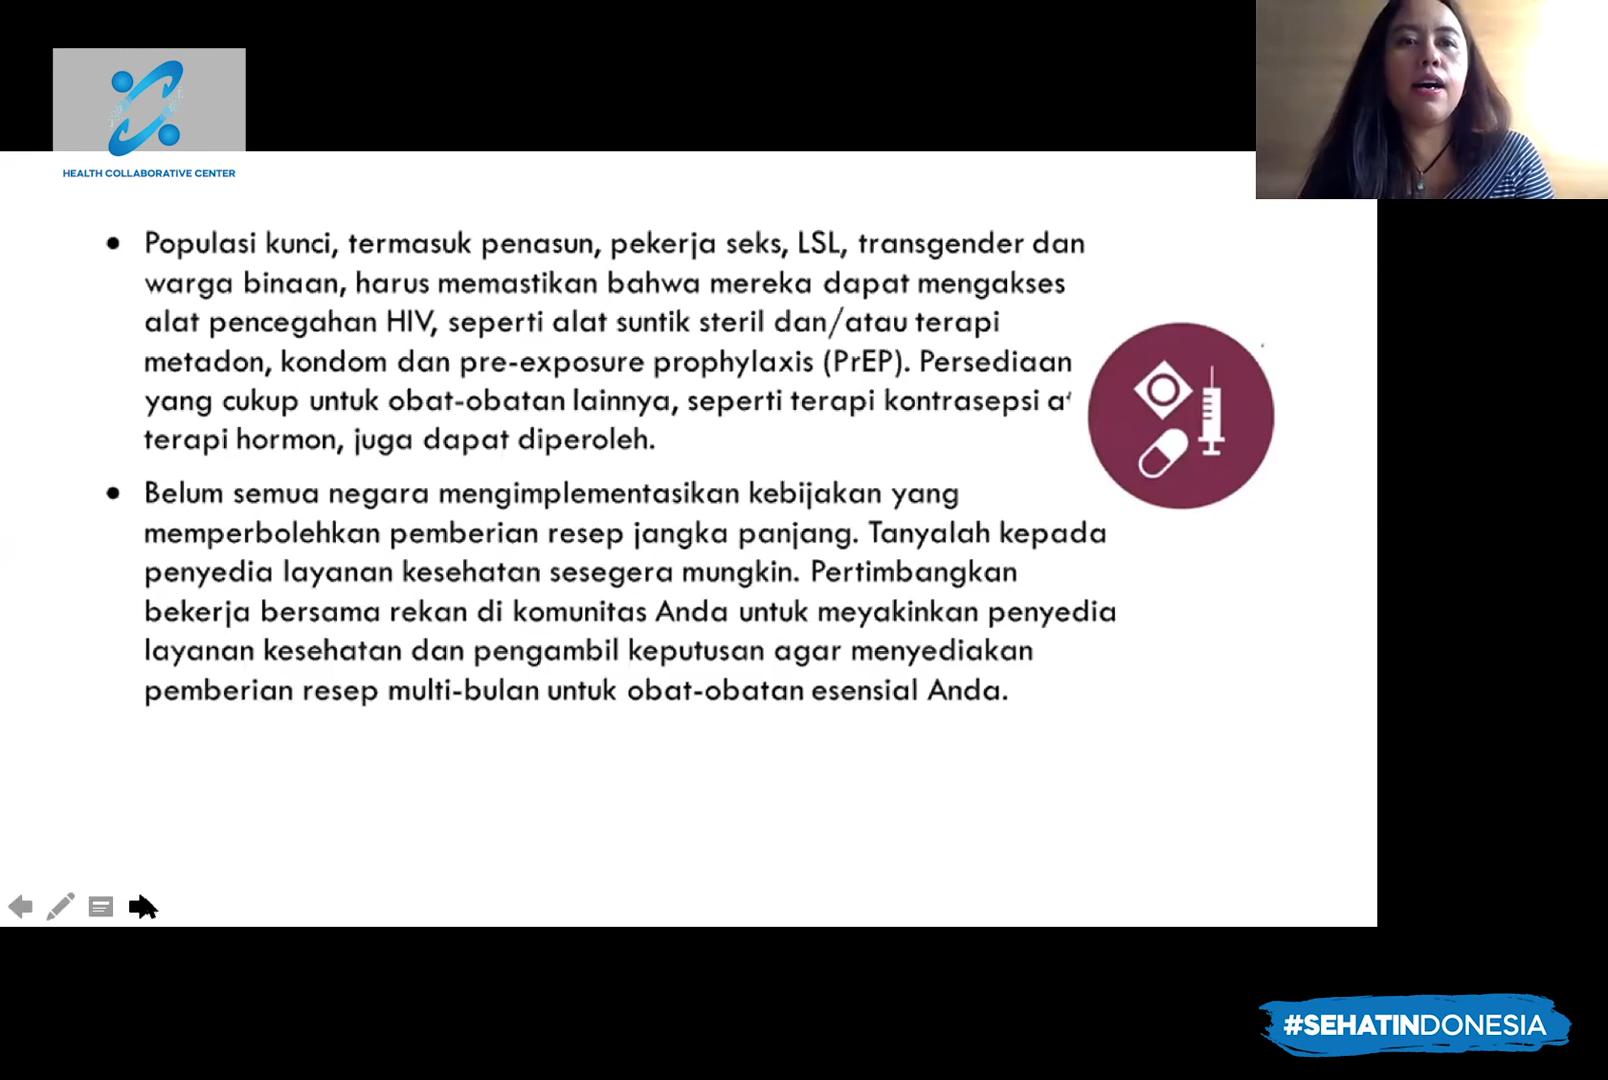 HEALTH COLLABORATIVE CENTER
• Populasi kunci, termasuk penasun, pekerja seks, LSL, transgender dan
warga binaan, harus memastikan bahwa mereka dapat mengakses
alat pencegahan HIV, seperti alat suntik steril dan/atau terapi
metadon, kondom dan pre-exposure prophylaxis (PrEP). Persediaan
yang cukup untuk obat-obatan lainnya, seperti terapi kontrasepsi
terapi hormon, juga dapat diperoleh.
• Belum semua negara mengimplementasikan kebijakan yang
memperbolehkan pemberian resep jangka panjang. Tanyalah kepada
penyedia layanan kesehatan sesegera mungkin. Pertimbangkan
bekerja bersama rekan di komunitas Anda untuk meyakinkan penyedia
layanan kesehatan dan pengambil keputusan agar menyediakan
pemberian resep multi-bulan untuk obat-obatan esensial Anda.
#SEHATINDONESIA